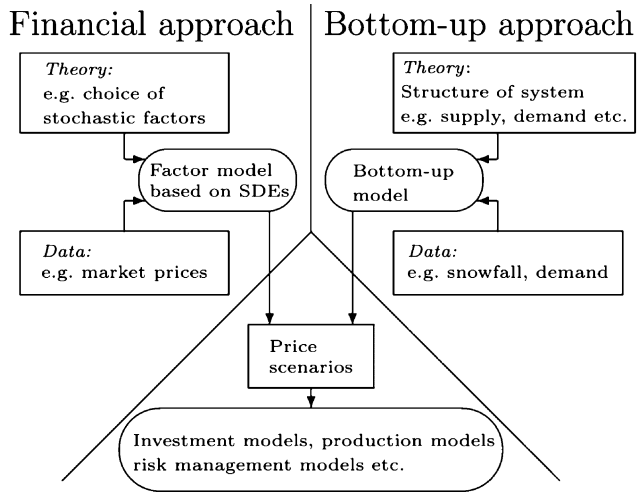 Financial approach
Bottom-up approach
Theory:
e.g. choice of
stochastic factors
Theory:
Structure of system
e.g. supply, demand etc.
Factor model
based on SDEs
Bottom-up
model
Data:
e.g. market prices
Data:
e.g. snowfall, demand
Price
scenarios
Investment models, production models
risk management models etc.